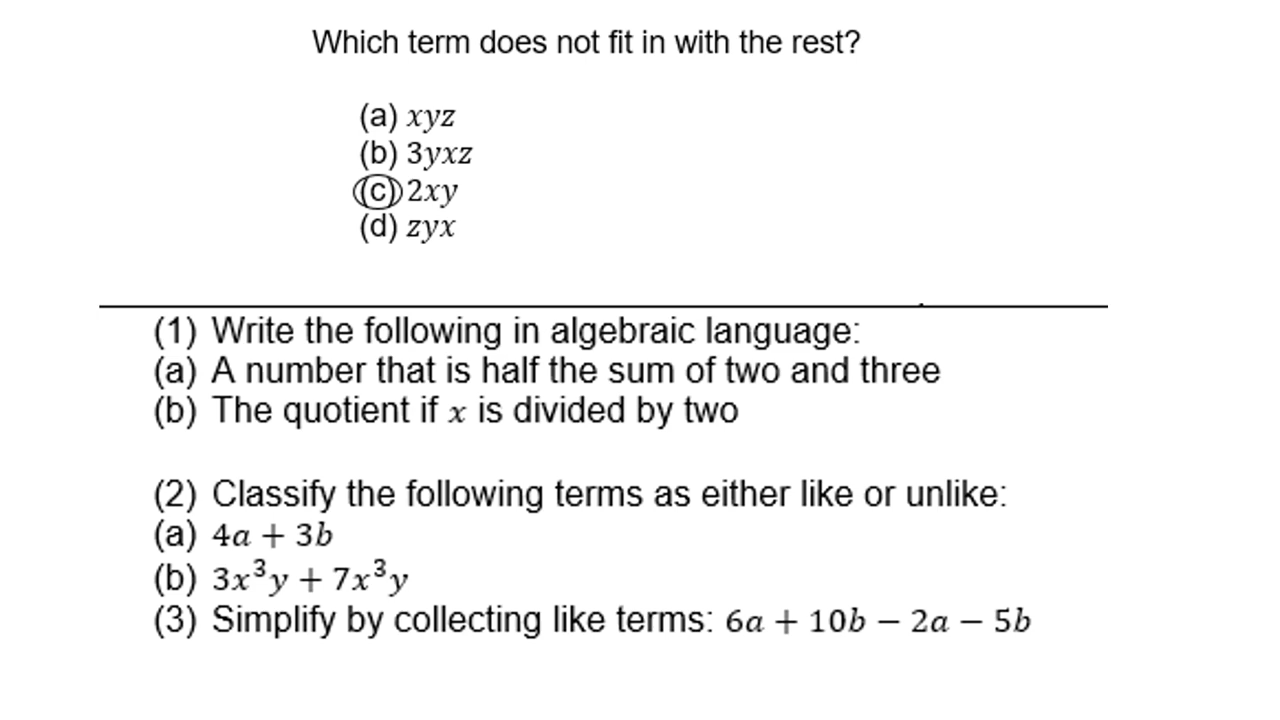 Which term does not fit in with the rest?
(a) xyz
(b) 3yxz
(c) 2xy
(d) zyx
(1) Write the following in algebraic language:
(a) A number that is half the sum of two and three
(b) The quotient if x is divided by two
(2) Classify the following terms as either like or unlike:
(a) 4a + 3b
(b) 3x³y + 7x³y
(3) Simplify by collecting like terms: 6a + 10b − 2a − 5b